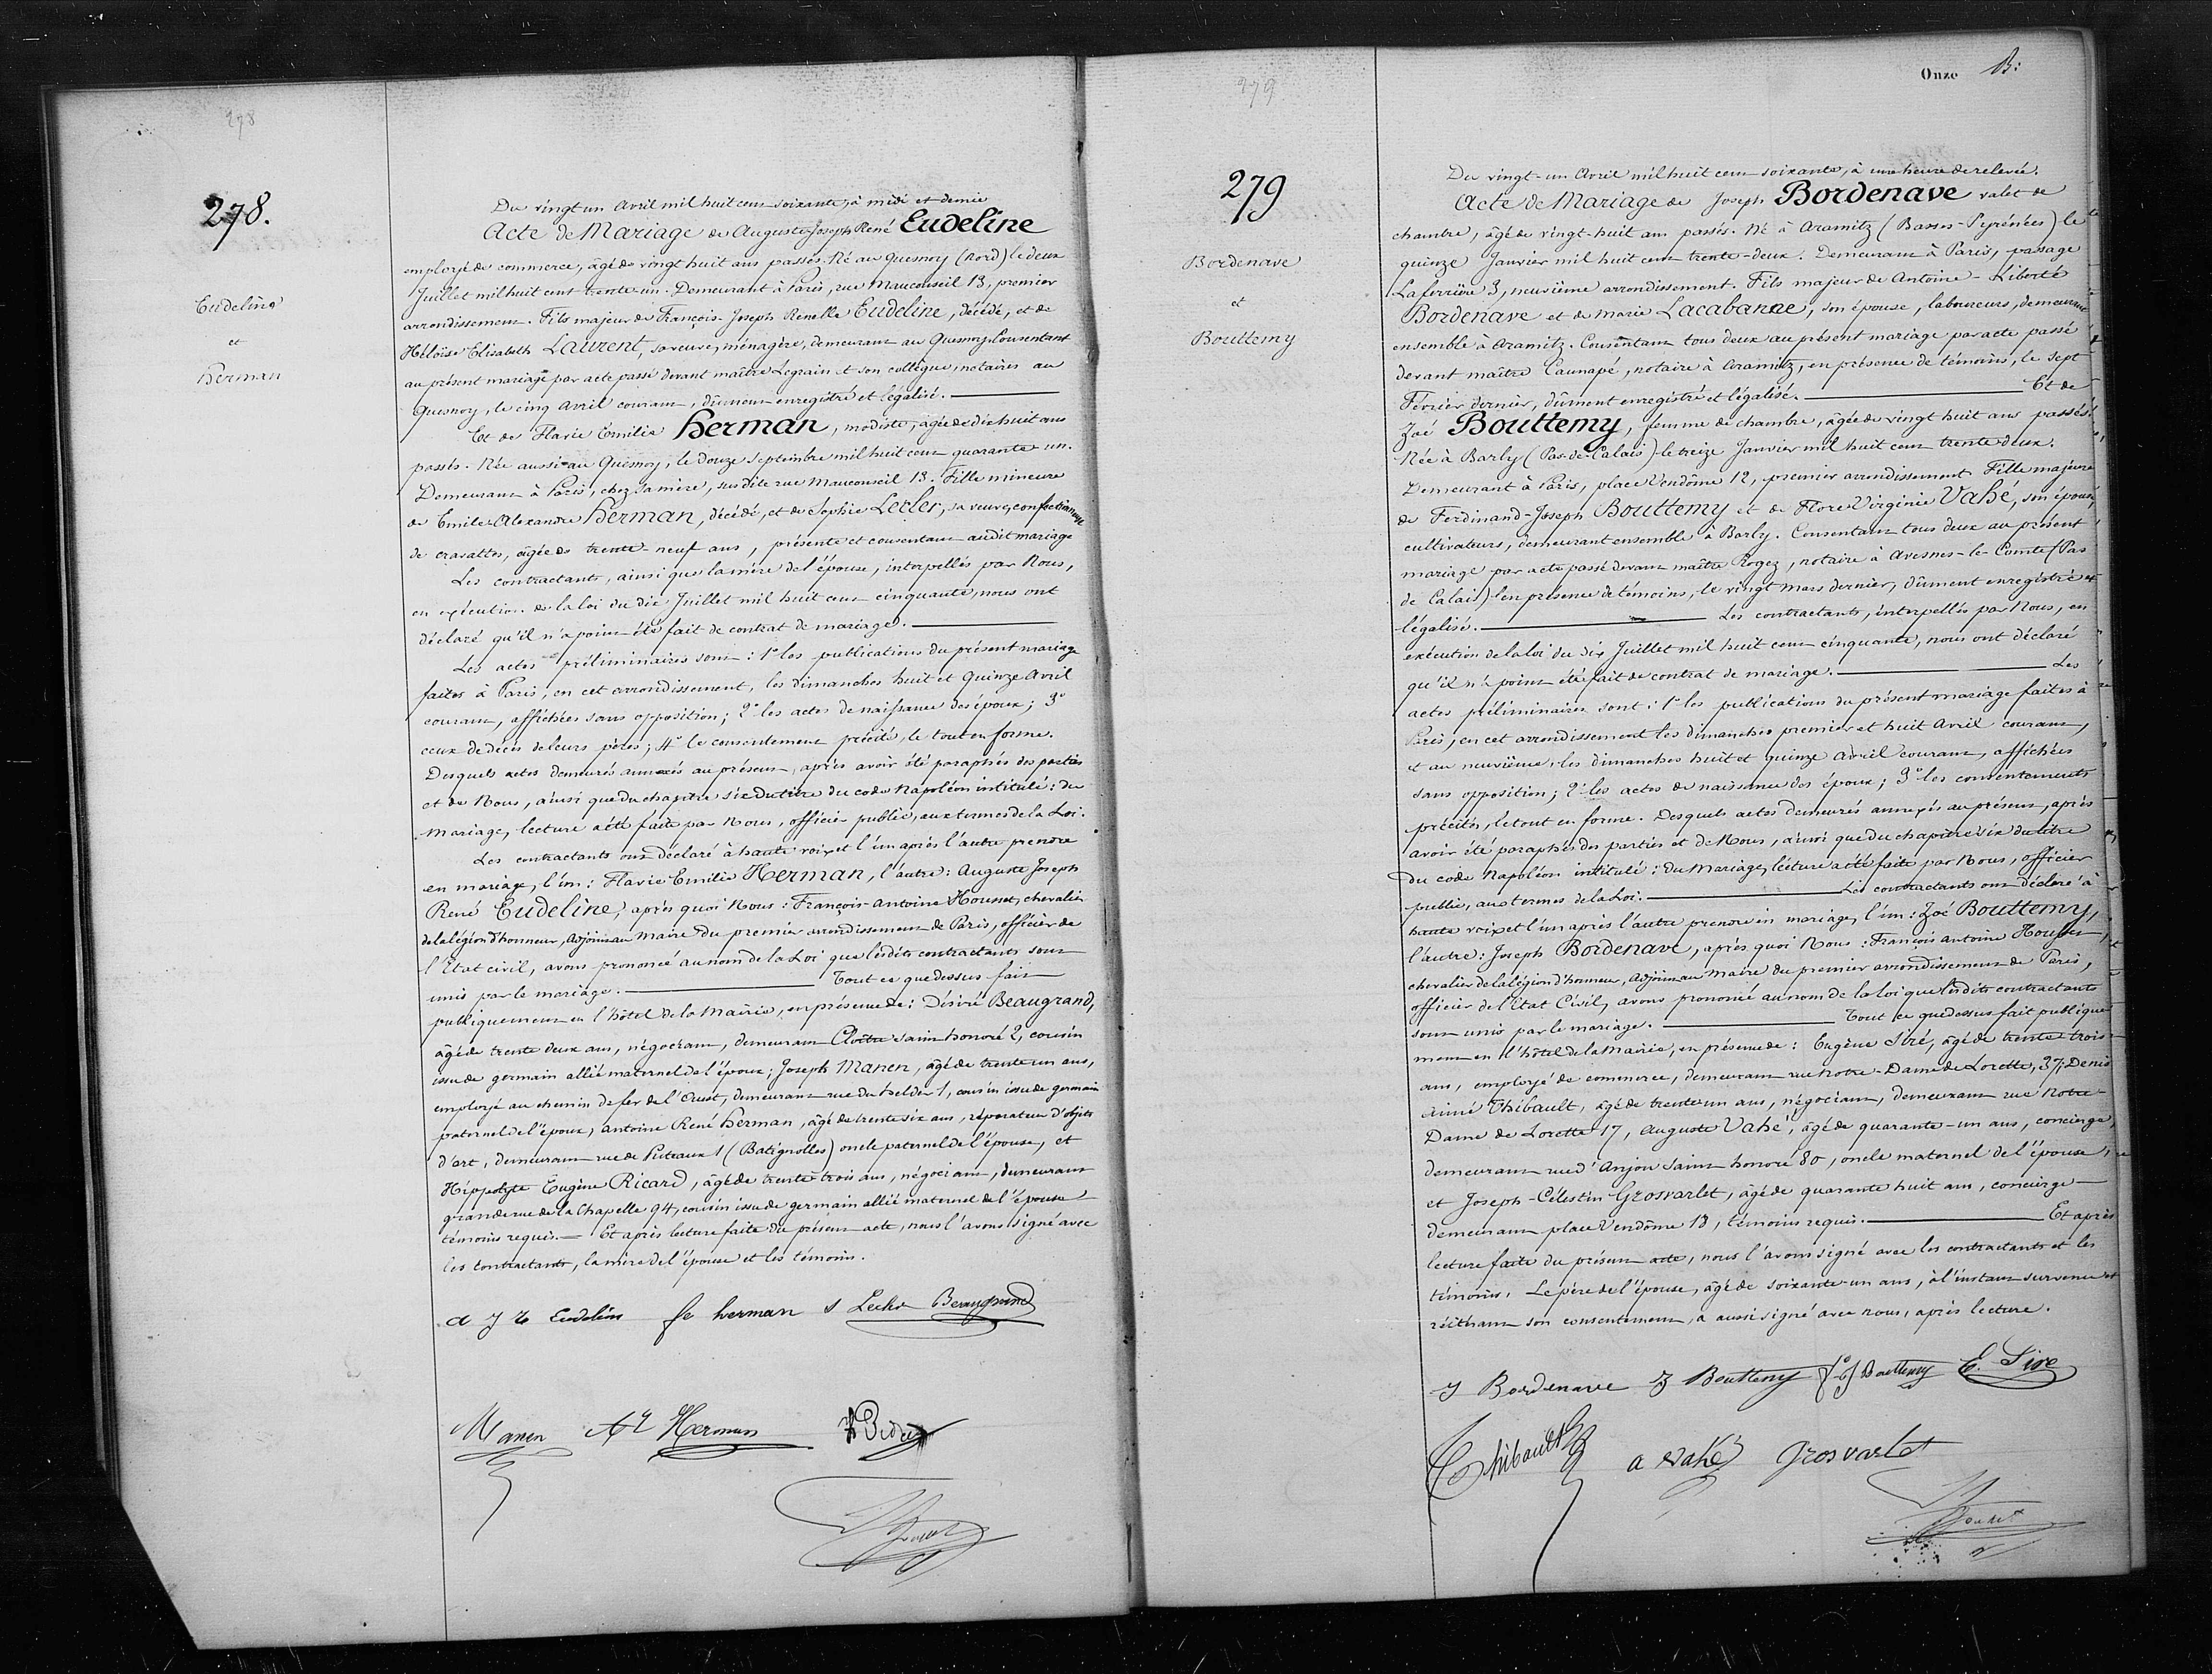 278
278.
Eudeline
et
Herman
Du vingt un Avril mil huit cent soixante, à midi et demie
Acte de Mariage de Auguste Joseph René Eudeline
employé de commerce, âgé de vingt huit ans passés. Né au Quesnoy (Nord) le deux
Juillet mil huit cent trente-un. Demeurant à Paris, rue Mauconseil 13, premier
arrondissement. Fils majeur de François-Joseph Renelle Eudeline, décédé, et de
Héloïse Elisabeth Laurent, sa veuve, ménagère, demeurant au Quesnoy. Consentant
au présent mariage par acte passé devant maître Legrain et son collègue, notaires au
Quesnoy, le cinq Avril courant, dûment enregistré et légalisé.
Et de Flavie Emilie Herman, modiste, âgée de dix huit ans
passés. Née aussi au Quesnoy, le douze Septembre mil huit cent quarante un.
Demeurant à Paris, chez sa mère, susdite rue Mauconseil 13. Fille mineure
de Emile-Alexandre Herman, décédé, et de Sophie Lecler, sa veuve, confectionneuse
de cravattes, âgée de trente-neuf ans, présente et consentant audit mariage
Les contractants, ainsi que la mère de l'épouse, interpellés par Nous,
en exécution de la loi du dix Juillet mil huit cent cinquante, nous ont
déclaré qu'il n'a point été fait de contrat de mariage.
Les actes préliminaires sont : 1° les publications du présent mariage
faites à Paris, en cet arrondissement, les dimanches huit et quinze Avril
courant, affichées sans opposition; 2° les actes de naissance des époux; 3°
ceux de décès de leurs pères; 4° le consentement précité le tout en forme.
Desquels actes demeurés annexés au présent, après avoir été paraphés des parties
et de Nous, ainsi que du chapitre six du titre du code Napoléon intitulé : du
Mariage, lecture a été faite par Nous, officier public, aux termes de la Loi.
Les contractants ont déclaré à haute voix et l'un après l'autre prendre
en mariage, l'un : Flavie Emilie Herman, l'autre : Auguste Joseph
René Eudeline, après quoi Nous : François-Antoine Housset, chevalier
de la légion d'honneur, Adjoint au Maire du premier arrondissement de Paris, officier de
l'Etat civil, avons prononcé au nom de la Loi que lesdits contractants sont
unis par le mariage. Tout ce que dessus fait
publiquement en l'hôtel de la Mairie, en présence de : Désiré Beaugrand,
âgé de trente deux ans, négociant, demeurant Cloître Saint honoré 2, cousin
issu de germain allié maternel de l'époux; Joseph Manen, âgé de trente un ans,
employé au chemin de fer de l'Ouest, demeurant rue du Helder 1, cousin issu de germain
paternel de l'époux, Antoine René Herman, âgé de trente six ans, réparateur d'objets
d'art, demeurant rue de Puteaux 1 (Batignolles) oncle paternel de l'épouse, et
Hippolyte Eugène Ricard, âgé de trente trois ans, négociant, demeurant
grande rue de la Chapelle 94, cousin issu de germain allié maternel de l'épouse
témoins requis. — Et après lecture faite du présent acte, nous l'avons signé avec
les contractants, la mère de l'épouse et les témoins.
a J R Eudeline fe herman S Lecler Beaugrand
Manen Ar Herman
Housset
Onze
279
279
Bordenave
et
Bouttemy
Du vingt-un Avril mil huit cent soixante, à une heure de relevée.
Acte de Mariage de Joseph Bordenave valet de
chambre, âgé de vingt-huit ans passés. Né à Aramitz (Basses-Pyrénées) le
quinze Janvier mil huit cent trente-deux. Demeurant à Paris, passage
Laferrière 3, neuvième arrondissement. Fils majeur de Antoine-Liberté
Bordenave et de Marie Lacabanne, son épouse, laboureurs, demeurant
ensemble à Aramitz. Consentant tous deux au présent mariage par acte passé
devant maître Caunapé, notaire à Aramitz, en présence de témoins, le sept
Février dernier, dûment enregistré et légalisé. Et de
Zoé Bouttemy, femme de chambre, âgée de vingt huit ans passés.
Née à Barly (Pas-de-Calais) le treize Janvier mil huit cent trente deux.
Demeurant à Paris, place Vendôme 12, premier arrondissement Fille majeure
de Ferdinand-Joseph Bouttemy et de Flore Virginie Vahé, son épouse,
cultivateurs, demeurant ensemble à Barly. Consentant tous deux au présent
mariage par acte passé devant maître Rogez, notaire à Avesnes-le-Comte (Pas
de Calais) en présence de témoins, le vingt Mars dernier, dûment enregistré et
légalisé. Les contractants, interpellés par Nous, en
exécution de la loi du dix Juillet mil huit cent cinquante, nous ont déclaré
qu'il n'a point été fait de contrat de mariage. Les
actes préliminaires sont : 1° les publications du présent mariage faites à
Paris, en cet arrondissement les dimanches premier et huit Avril courant,
et au neuvième, les dimanches huit et quinze Avril courant, affichées
sans opposition; 2° les actes de naissance des époux; 3° les consentements
précités, le tout en forme. Desquels actes demeurés annexés au présent, après
avoir été paraphés des parties et de Nous, ainsi que du chapitre six du titre
du code Napoléon intitulé : du Mariage, lecture a été faite par Nous, officier
public, aux termes de la Loi. Les contractants ont déclaré à
haute voix et l'un après l'autre prendre en mariage, l'un : Zoé Bouttemy,
l'autre : Joseph Bordenave, après quoi Nous : François Antoine Housset,
chevalier de la légion d'honneur, Adjoint au Maire du premier arrondissement de Paris,
officier de l'Etat Civil, avons prononcé au nom de la loi que lesdits contractants
sont unis par le mariage. Tout ce que dessus fait publique-
ment en l'hôtel de la Mairie, en présence de : Eugène Siré, âgé de trente trois
ans, employé de commerce, demeurant rue Notre-Dame de Lorette, 37; Denis
Aimé Thibault, âgé de trente un ans, négociant, demeurant rue Notre-
Dame de Lorette 17, Auguste Vahé, âgé de quarante-un ans, concierge,
demeurant rue d'Anjou Saint honoré 80, oncle maternel de l'épouse,
et Joseph-Célestin Grosvarlet, âgé de quarante huit ans, concierge
demeurant place Vendôme 18, témoins requis. Et après
lecture faite du présent acte, nous l'avons signé avec les contractants et les
témoins. Le père de l'épouse, âgé de soixante-un ans, à l'instant survenu et
réitérant son consentement, a aussi signé avec nous, après lecture.
J Bordenave Z Bouttemy Bouttemy E. Siré
Thibault a Vahé Grosvarlet
Housset